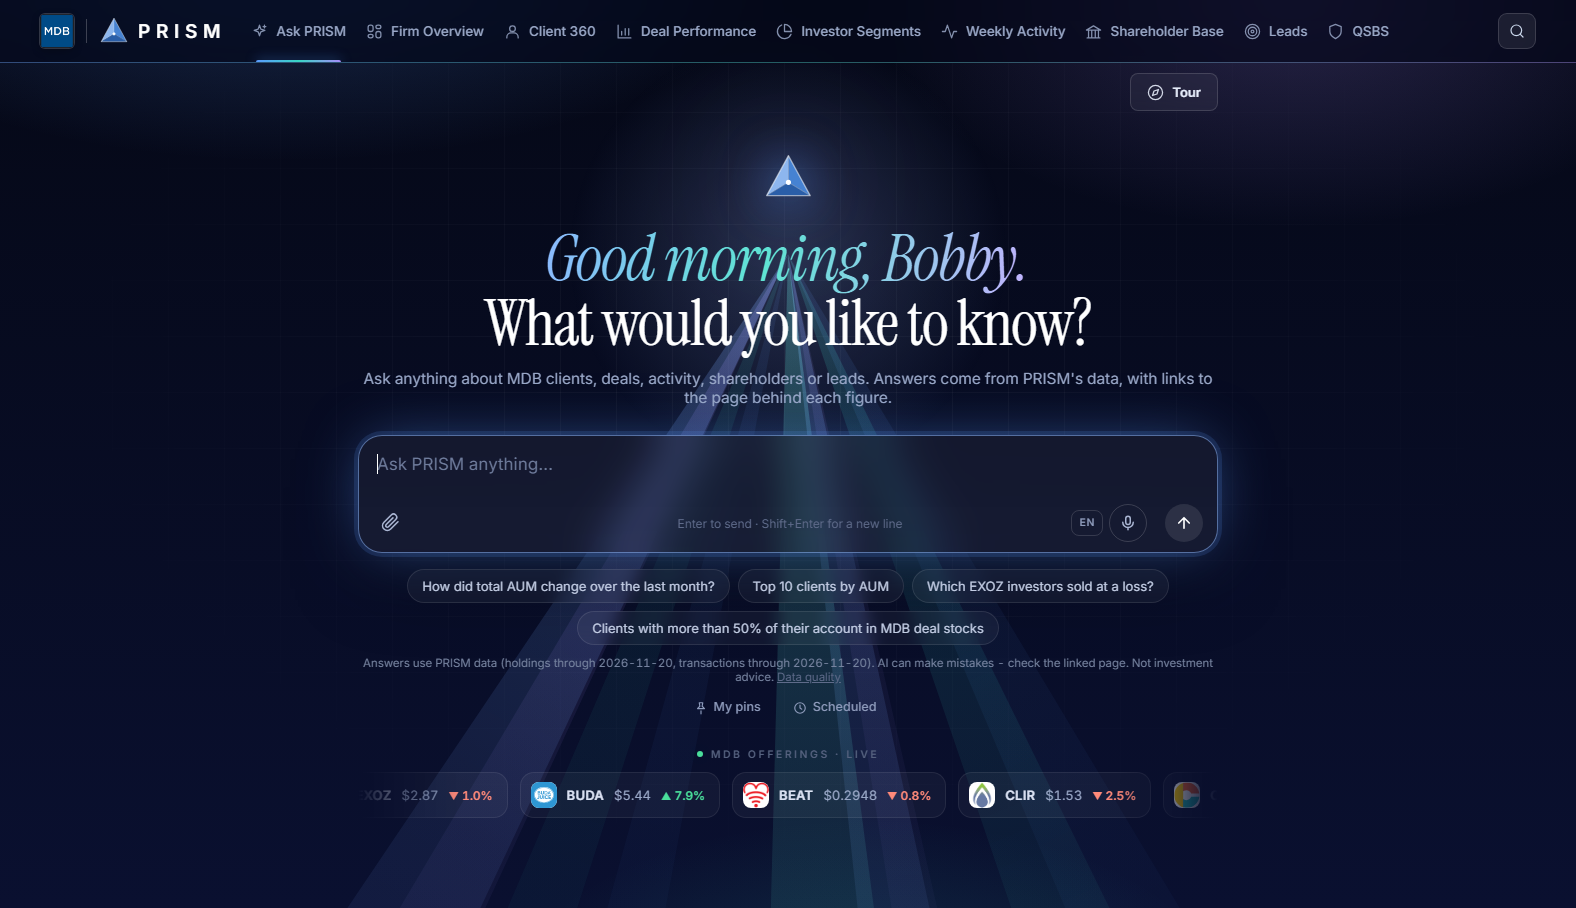 MDB
PRISM
Ask PRISM
Firm Overview
Client 360
Deal Performance
Investor Segments
Weekly Activity
Shareholder Base
Leads
QSBS
Tour
Good morning, Bobby.
What would you like to know?
Ask anything about MDB clients, deals, activity, shareholders or leads. Answers come from PRISM's data, with links to
the page behind each figure.
Ask PRISM anything...
Enter to send · Shift+Enter for a new line
EN
How did total AUM change over the last month?
Top 10 clients by AUM
Which EXOZ investors sold at a loss?
Clients with more than 50% of their account in MDB deal stocks
Answers use PRISM data (holdings through 2026-11-20, transactions through 2026-11-20). AI can make mistakes - check the linked page. Not investment
advice. Data quality
My pins
Scheduled
MDB OFFERINGS · LIVE
XOZ $2.87 ▼ 1.0%
BUDA $5.44 ▲ 7.9%
BEAT $0.2948 ▼ 0.8%
CLIR $1.53 ▼ 2.5%